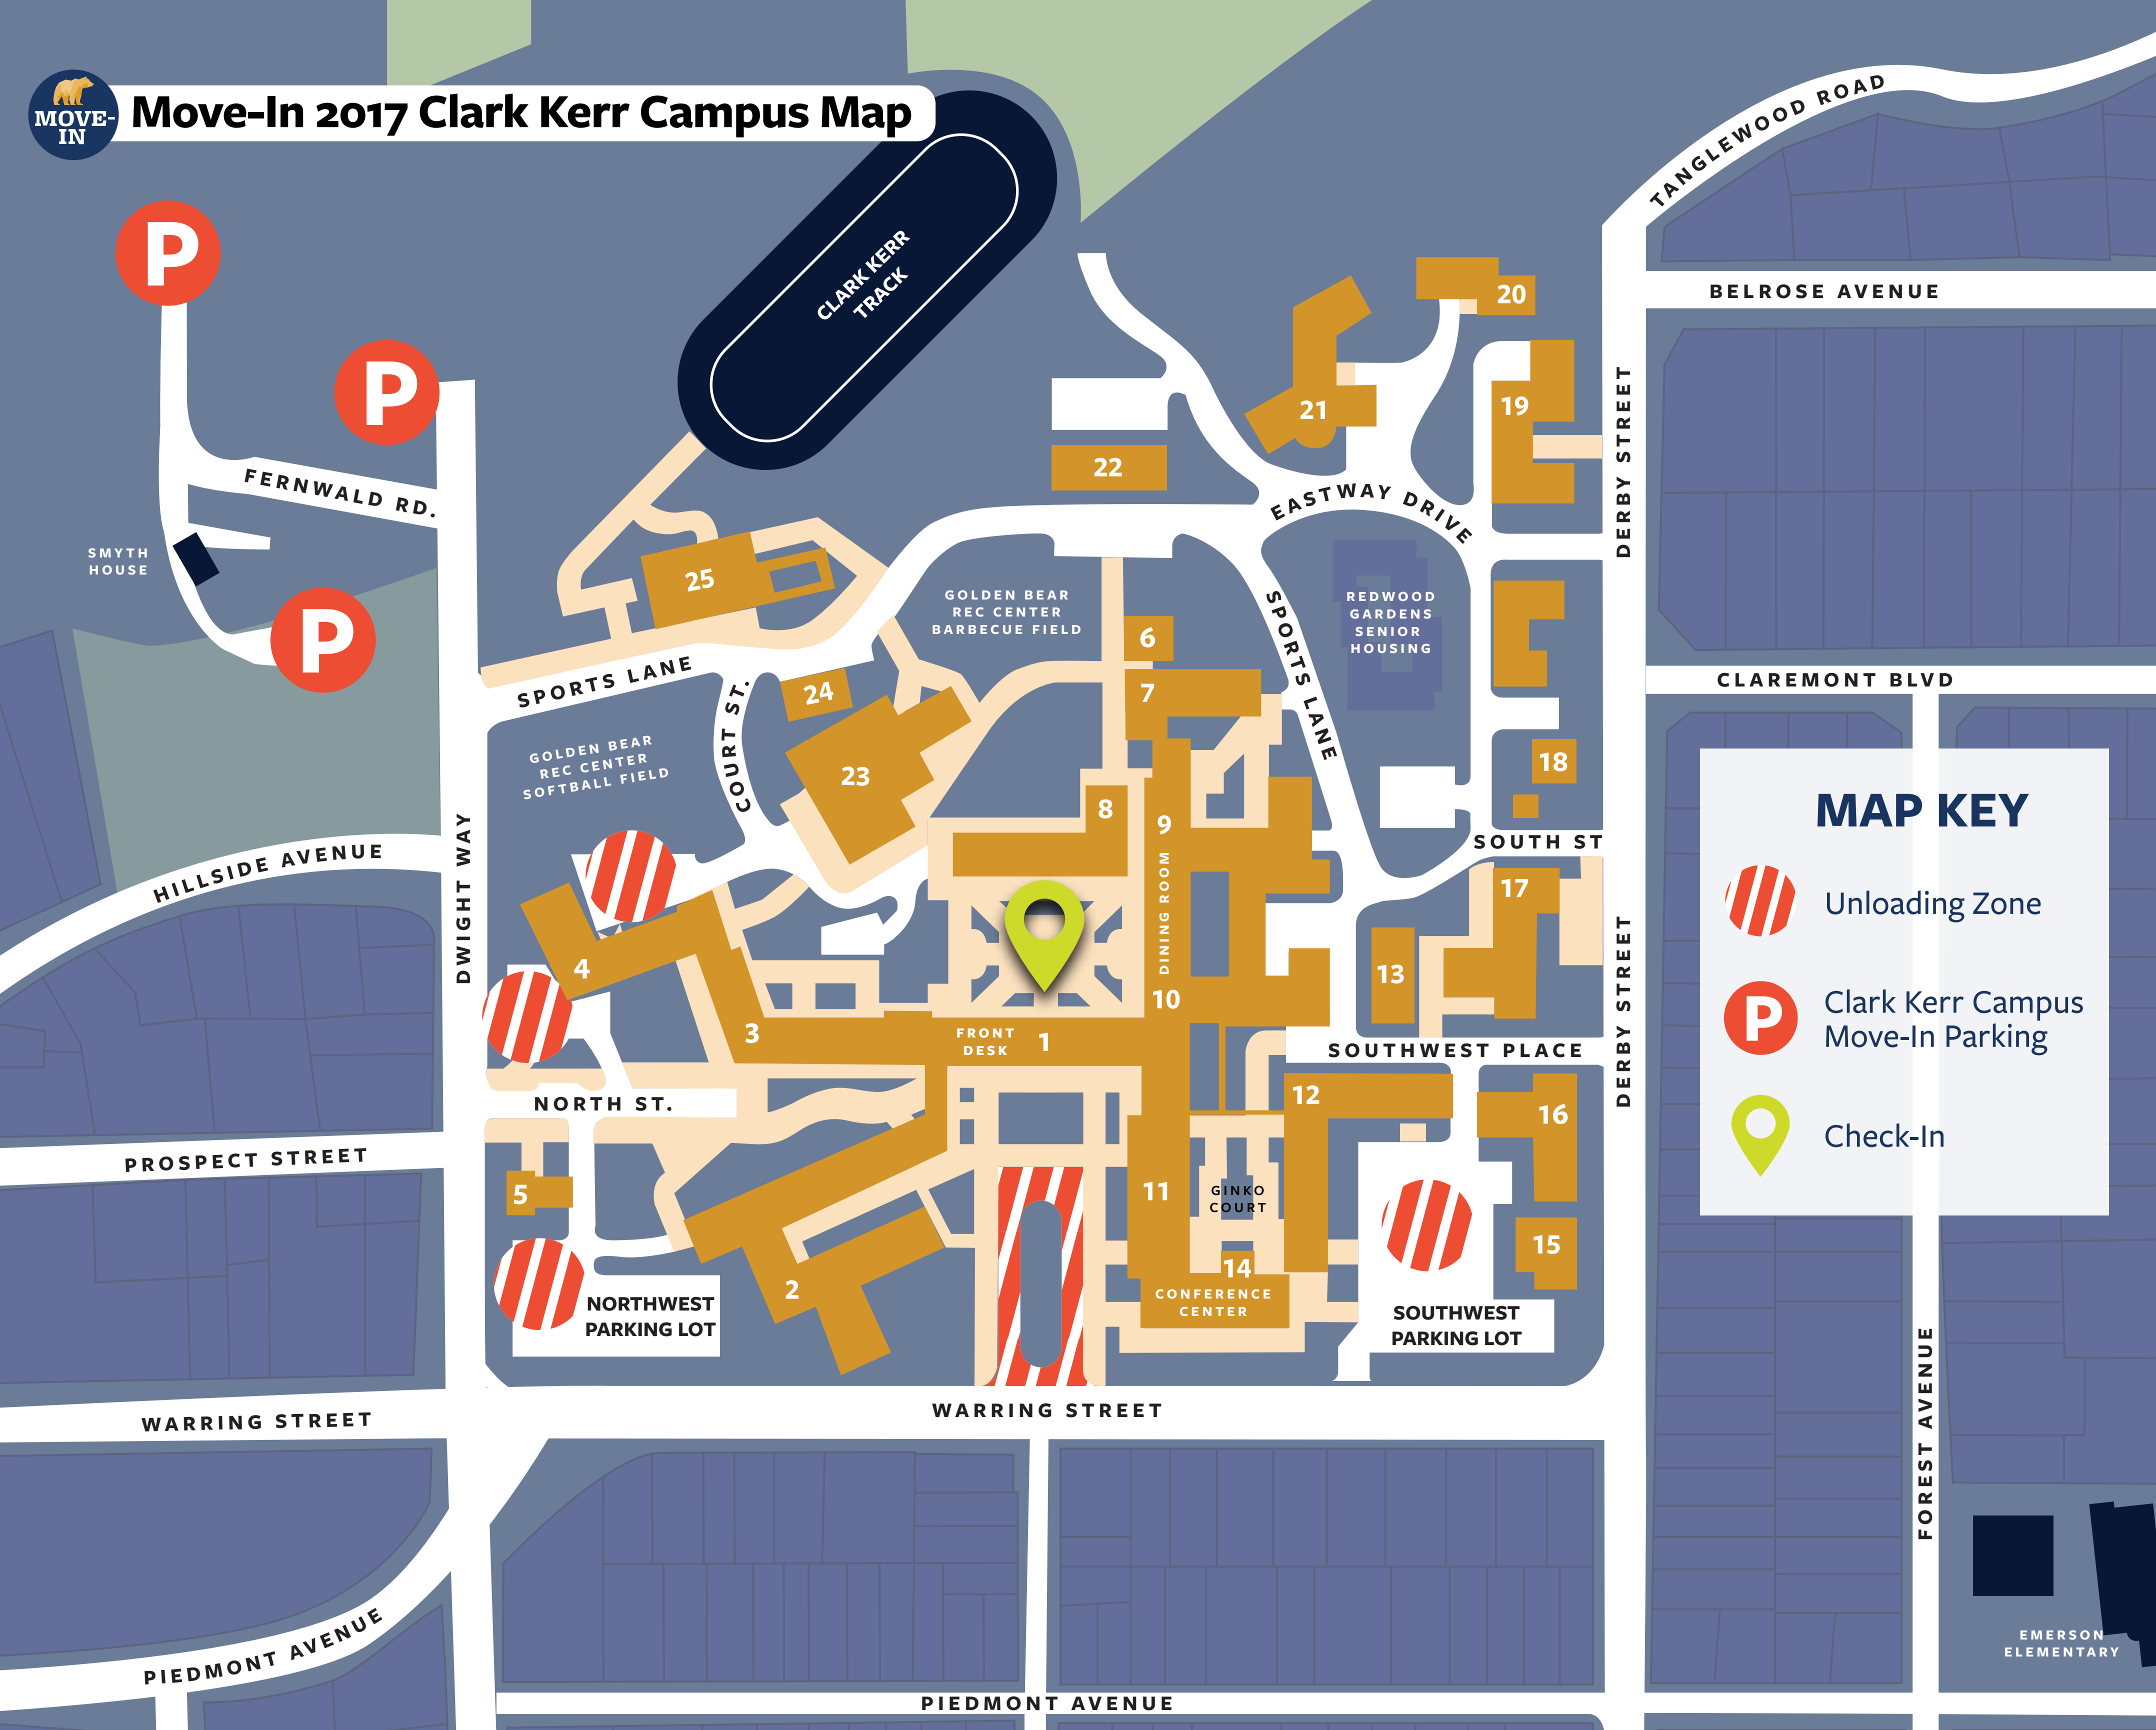 MOVE-
IN
Move-In 2017 Clark Kerr Campus Map
P
P
P
CLARK KERR
TRACK
TANGLEWOOD ROAD
BELROSE AVENUE
20
21
19
22
FERNWALD RD.
SMYTH
HOUSE
EASTWAY DRIVE
DERBY STREET
25
GOLDEN BEAR
REC CENTER
BARBECUE FIELD
6
SPORTS LANE
REDWOOD
GARDENS
SENIOR
HOUSING
SPORTS LANE
24
7
CLAREMONT BLVD
COURT ST.
GOLDEN BEAR
REC CENTER
SOFTBALL FIELD
23
18
8
9
SOUTH ST
HILLSIDE AVENUE
DWIGHT WAY
DINING ROOM
17
4
13
10
DERBY STREET
3
FRONT
DESK
1
SOUTHWEST PLACE
NORTH ST.
12
16
PROSPECT STREET
5
11
GINKO
COURT
15
14
2
CONFERENCE
CENTER
NORTHWEST
PARKING LOT
SOUTHWEST
PARKING LOT
WARRING STREET
WARRING STREET
FOREST AVENUE
PIEDMONT AVENUE
PIEDMONT AVENUE
EMERSON
ELEMENTARY
MAP KEY
Unloading Zone
P
Clark Kerr Campus
Move-In Parking
Check-In